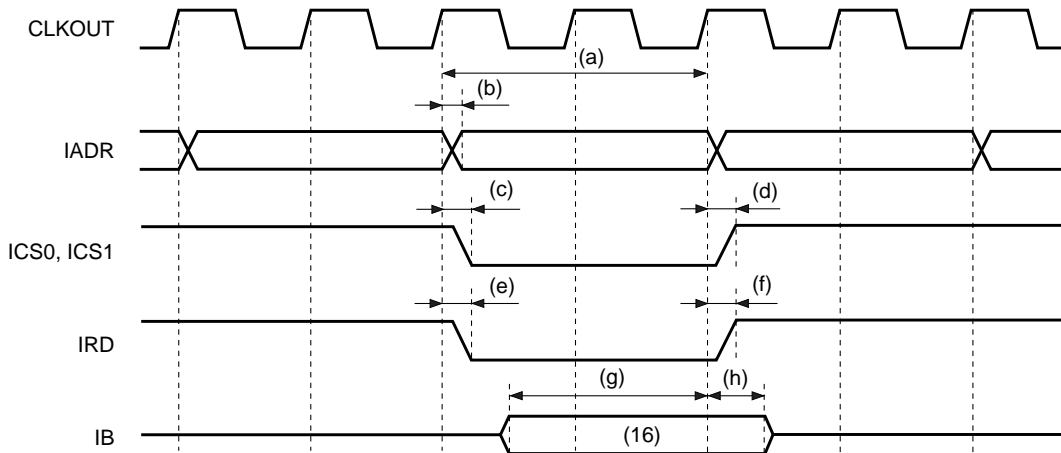 CLKOUT
(a)
(b)
IADR
(c)
(d)
ICS0, ICS1
(e)
(f)
IRD
(g)
(h)
IB
(16)